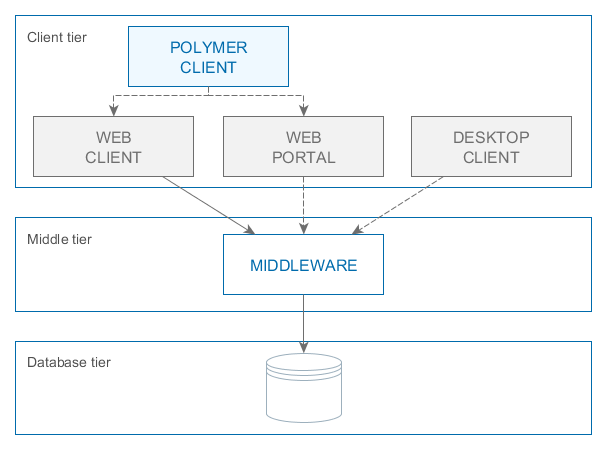 Client tier
POLYMER
CLIENT
WEB
CLIENT
WEB
PORTAL
DESKTOP
CLIENT
Middle tier
MIDDLEWARE
Database tier